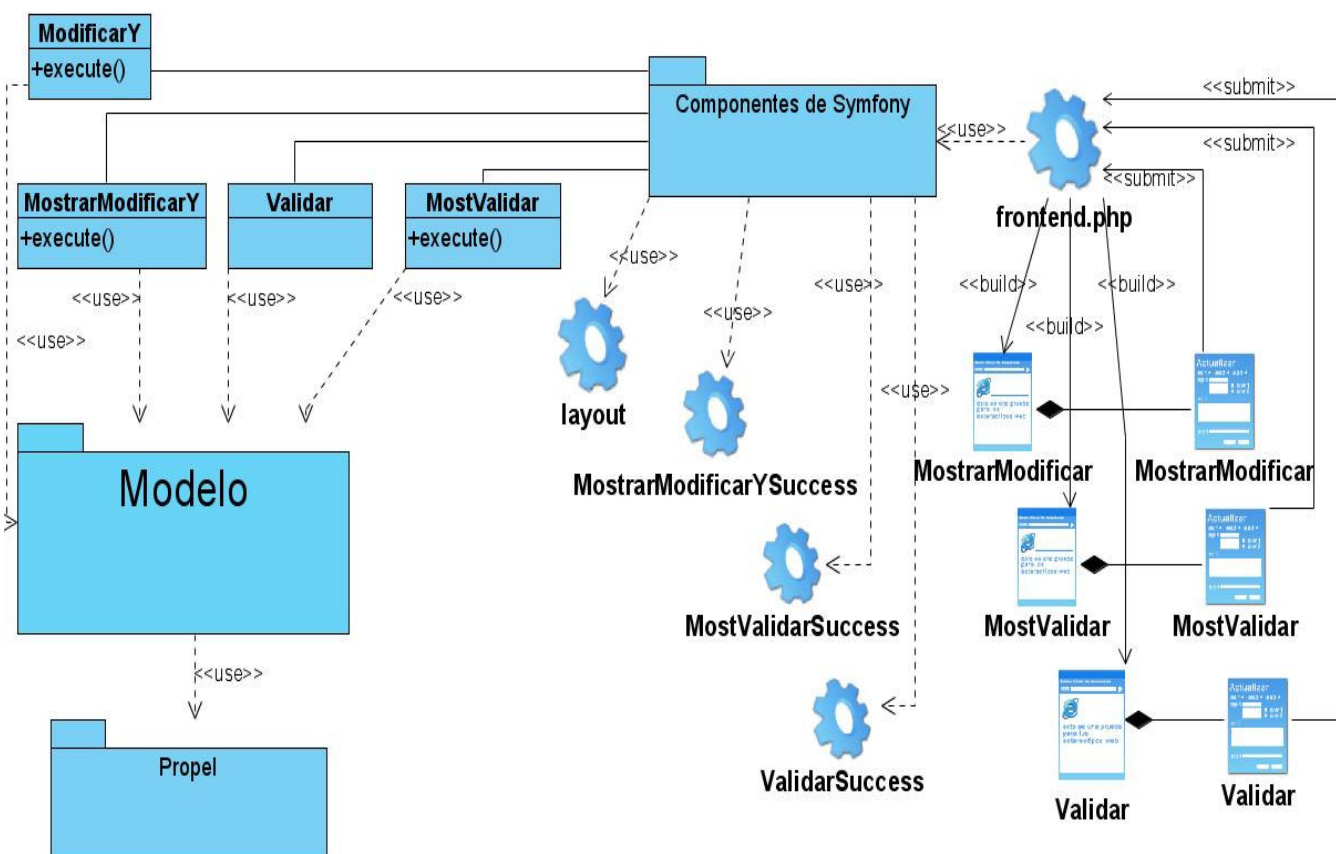 ModificarY
+execute()
Componentes de Symfony
<<use>>
<<submit>>
<<submit>>
<<submit>>
frontend.php
MostrarModificarY
+execute()
Validar
MostValidar
+execute()
<<use>>
<<use>>
<<use>>
<<use>>
<<use>>
<<use>>
<<use>>
<<use>>
<<build>>
<<build>>
<<build>>
layout
MostrarModificarYSuccess
MostValidarSuccess
ValidarSuccess
Actualizar
MostrarModificar
MostrarModificar
Actualizar
MostValidar
MostValidar
Actualizar
Validar
Validar
Modelo
<<use>>
Propel